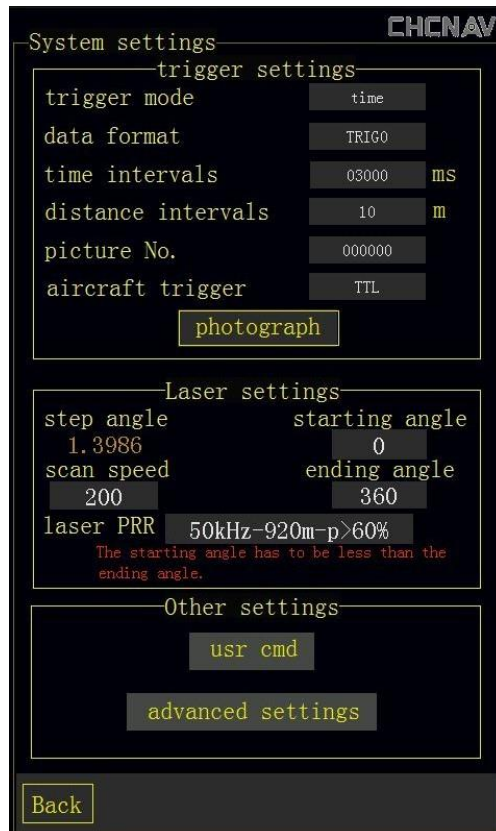 CHCNAV
System settings
trigger settings
trigger mode time
data format TRIG0
time intervals 03000 ms
distance intervals 10 m
picture No. 000000
aircraft trigger TTL
photograph
Laser settings
step angle starting angle
1.3986 0
scan speed ending angle
200 360
laser PRR 50kHz-920m-p>60%
The starting angle has to be less than the
ending angle.
Other settings
usr cmd
advanced settings
Back